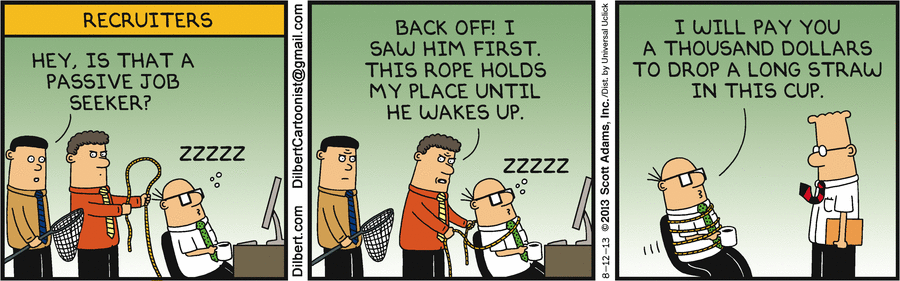 RECRUITERS
HEY, IS THAT A
PASSIVE JOB
SEEKER?
ZZZZZ
Dilbert.com DilbertCartoonist@gmail.com
BACK OFF! I
SAW HIM FIRST.
THIS ROPE HOLDS
MY PLACE UNTIL
HE WAKES UP.
ZZZZZ
8-12-13 ©2013 Scott Adams, Inc./Dist. by Universal Uclick
I WILL PAY YOU
A THOUSAND DOLLARS
TO DROP A LONG STRAW
IN THIS CUP.